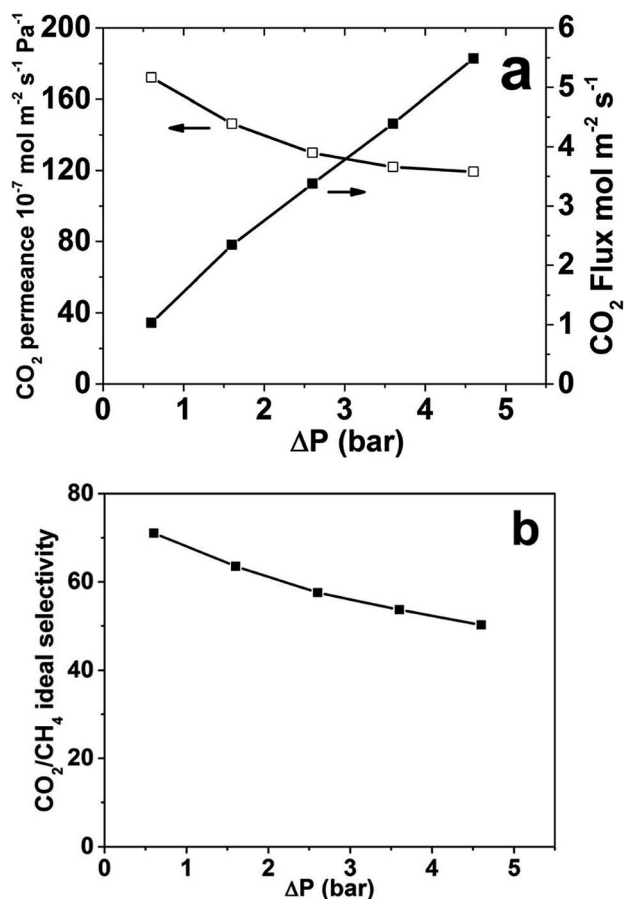 a
200
160
120
80
40
0
CO₂ permeance 10⁻⁷ mol m⁻² s⁻¹ Pa⁻¹
6
5
4
3
2
1
0
CO₂ Flux mol m⁻² s⁻¹
0 1 2 3 4 5
ΔP (bar)
b
80
60
40
20
0
CO₂/CH₄ ideal selectivity
0 1 2 3 4 5
ΔP (bar)